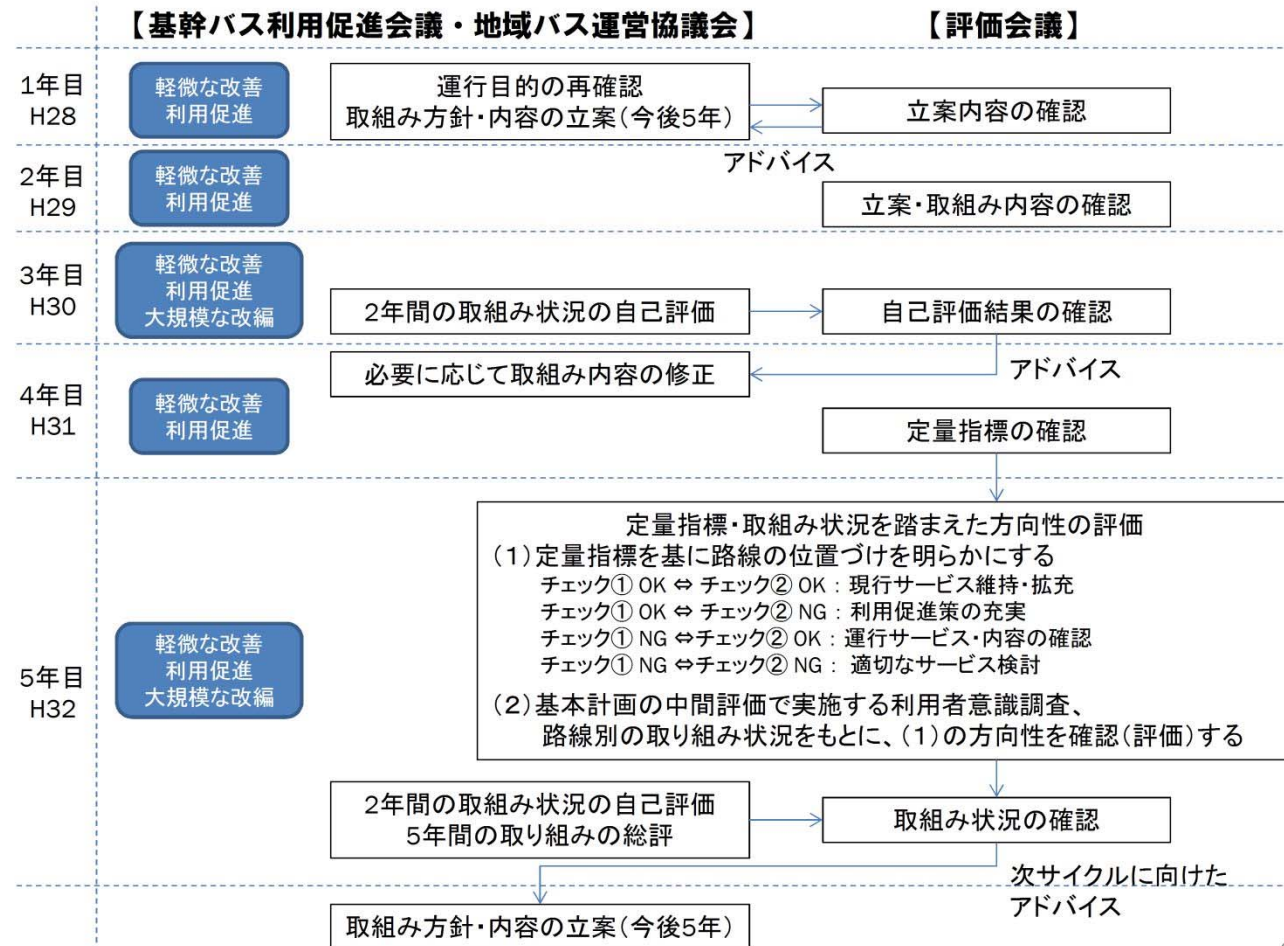 【基幹バス利用促進会議・地域バス運営協議会】
【評価会議】
1年目
H28
軽微な改善
利用促進
運行目的の再確認
取組み方針・内容の立案(今後5年)
立案内容の確認
アドバイス
2年目
H29
軽微な改善
利用促進
立案・取組み内容の確認
3年目
H30
軽微な改善
利用促進
大規模な改編
2年間の取組み状況の自己評価
自己評価結果の確認
アドバイス
4年目
H31
軽微な改善
利用促進
必要に応じて取組み内容の修正
定量指標の確認
5年目
H32
軽微な改善
利用促進
大規模な改編
定量指標・取組み状況を踏まえた方向性の評価
(1)定量指標を基に路線の位置づけを明らかにする
チェック① OK ⇔ チェック② OK : 現行サービス維持・拡充
チェック① OK ⇔ チェック② NG : 利用促進策の充実
チェック① NG ⇔チェック② OK : 運行サービス・内容の確認
チェック① NG ⇔チェック② NG : 適切なサービス検討
(2)基本計画の中間評価で実施する利用者意識調査、
路線別の取り組み状況をもとに、(1)の方向性を確認(評価)する
2年間の取組み状況の自己評価
5年間の取り組みの総評
取組み状況の確認
次サイクルに向けた
アドバイス
取組み方針・内容の立案(今後5年)